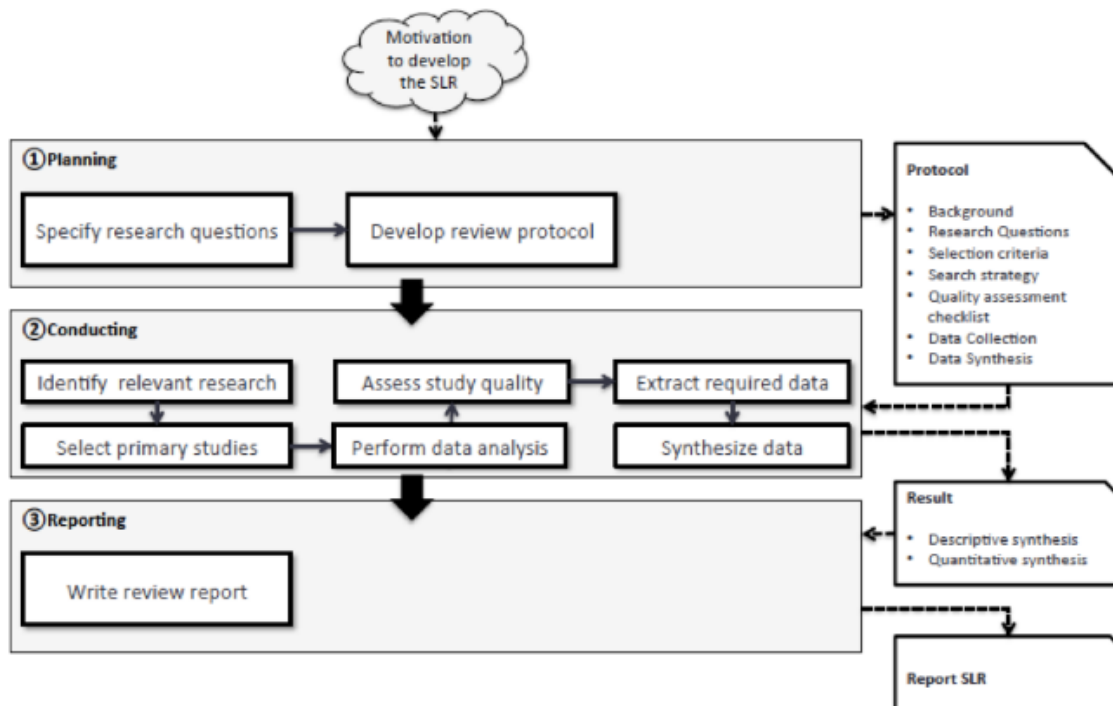 Motivation
to develop
the SLR
①Planning
Specify research questions
Develop review protocol
Protocol
• Background
• Research Questions
• Selection criteria
• Search strategy
• Quality assessment
checklist
• Data Collection
• Data Synthesis
②Conducting
Identify relevant research
Assess study quality
Extract required data
Select primary studies
Perform data analysis
Synthesize data
Result
• Descriptive synthesis
• Quantitative synthesis
③Reporting
Write review report
Report SLR